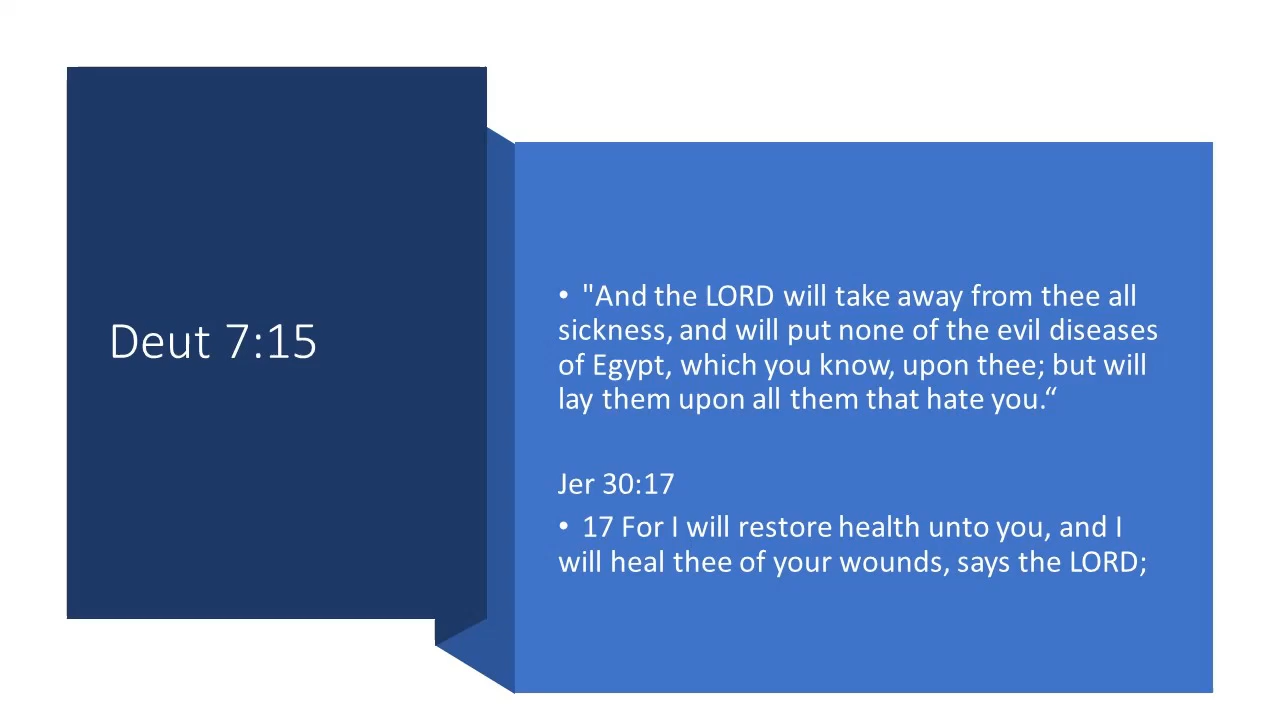 Deut 7:15
• "And the LORD will take away from thee all
sickness, and will put none of the evil diseases
of Egypt, which you know, upon thee; but will
lay them upon all them that hate you.“
Jer 30:17
• 17 For I will restore health unto you, and I
will heal thee of your wounds, says the LORD;